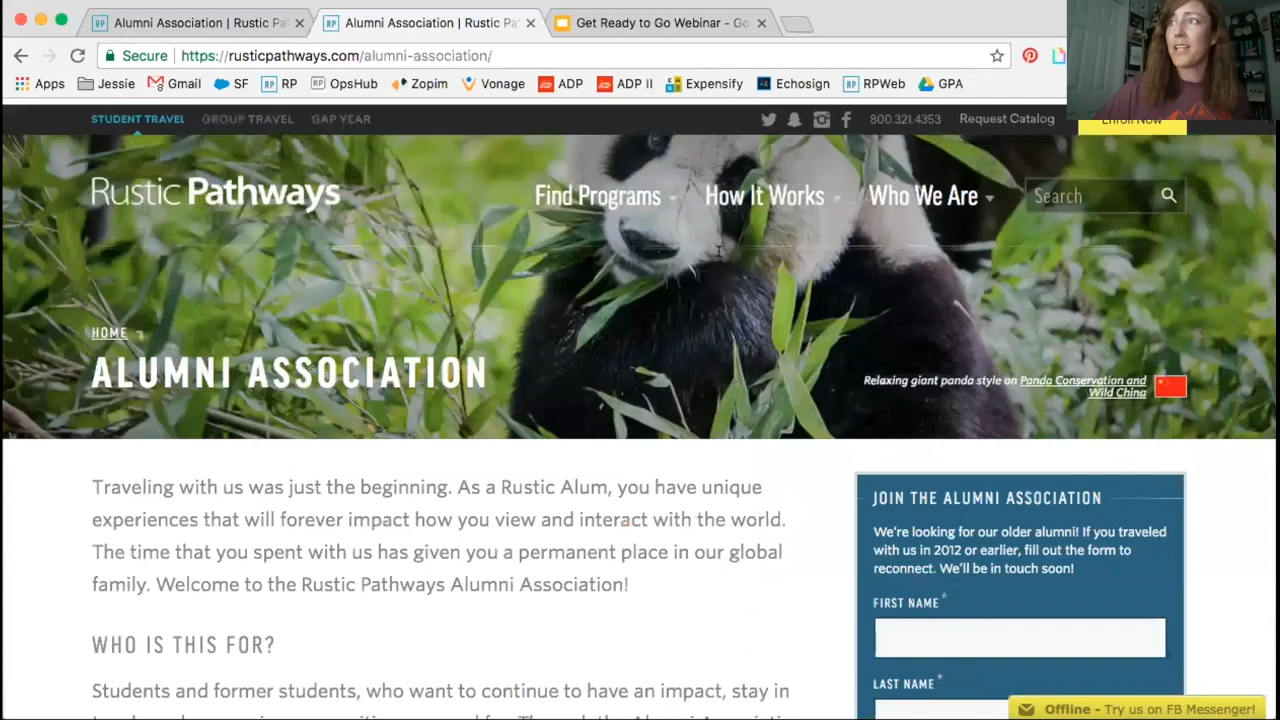 Alumni Association | Rustic Pa
Alumni Association | Rustic Pa
Get Ready to Go Webinar - Go
Secure
https://rusticpathways.com/alumni-association/
Apps Jessie Gmail SF RP OpsHub Zopim Vonage ADP ADP II Expensify Echosign RPWeb GPA
STUDENT TRAVEL GROUP TRAVEL GAP YEAR 800.321.4353 Request Catalog Enroll Now
Rustic Pathways Find Programs How It Works Who We Are Search
HOME
ALUMNI ASSOCIATION
Relaxing giant panda style on Panda Conservation and
Wild China
Traveling with us was just the beginning. As a Rustic Alum, you have unique
experiences that will forever impact how you view and interact with the world.
The time that you spent with us has given you a permanent place in our global
family. Welcome to the Rustic Pathways Alumni Association!
WHO IS THIS FOR?
Students and former students, who want to continue to have an impact, stay in
JOIN THE ALUMNI ASSOCIATION
We're looking for our older alumni! If you traveled
with us in 2012 or earlier, fill out the form to
reconnect. We'll be in touch soon!
FIRST NAME*
LAST NAME*
Offline - Try us on FB Messenger!